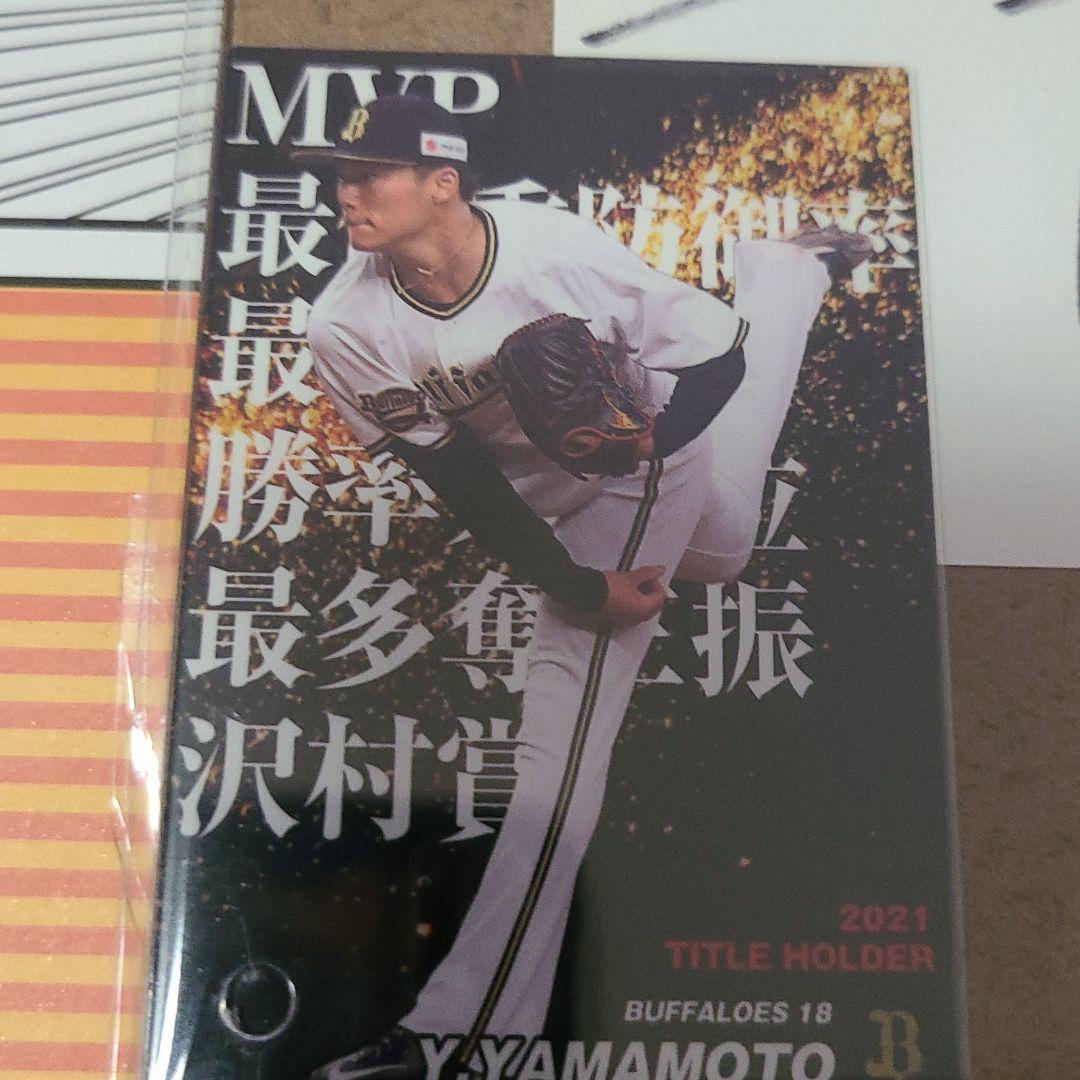 MVP
最 防御率
最
勝率 位
最多奪三振
沢村賞
2021
TITLE HOLDER
BUFFALOES 18
Y.YAMAMOTO
B